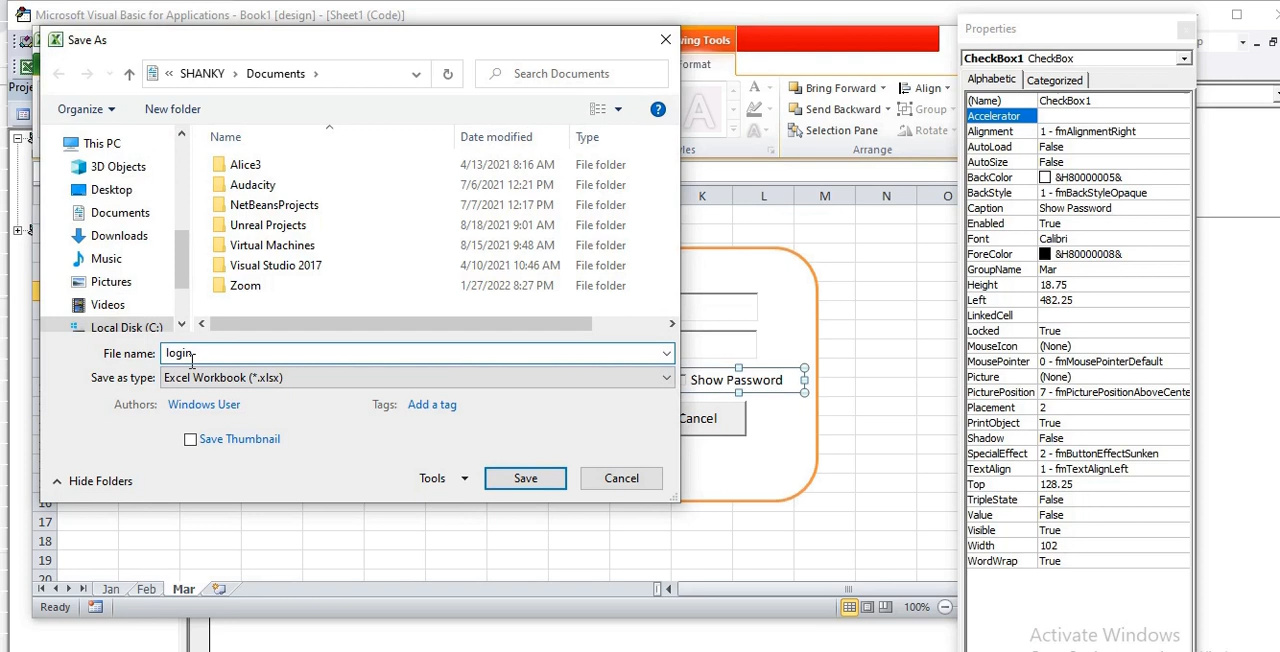 Microsoft Visual Basic for Applications - Book1 [design] - [Sheet1 (Code)]
Save As
SHANKY Documents
Search Documents
Organize New folder
This PC
3D Objects
Desktop
Documents
Downloads
Music
Pictures
Videos
Local Disk (C:)
Name Date modified Type
Alice3 4/13/2021 8:16 AM File folder
Audacity 7/6/2021 12:21 PM File folder
NetBeansProjects 7/7/2021 12:17 PM File folder
Unreal Projects 8/18/2021 9:01 AM File folder
Virtual Machines 8/15/2021 9:48 AM File folder
Visual Studio 2017 4/10/2021 10:46 AM File folder
Zoom 1/27/2022 8:27 PM File folder
File name: login-
Save as type: Excel Workbook (*.xlsx)
Authors: Windows User Tags: Add a tag
Save Thumbnail
Hide Folders Tools Save Cancel
Tools
Bring Forward Align
Send Backward Group
Selection Pane Rotate
Arrange
K L M N O
Show Password
Cancel
16
17
18
19
20
Jan Feb Mar
Ready 100%
Properties
CheckBox1 CheckBox
Alphabetic Categorized
(Name) CheckBox1
Accelerator
Alignment 1 - fmAlignmentRight
AutoLoad False
AutoSize False
BackColor &H80000005&
BackStyle 1 - fmBackStyleOpaque
Caption Show Password
Enabled True
Font Calibri
ForeColor &H80000008&
GroupName Mar
Height 18.75
Left 482.25
LinkedCell
Locked True
MouseIcon (None)
MousePointer 0 - fmMousePointerDefault
Picture (None)
PicturePosition 7 - fmPicturePositionAboveCente
Placement 2
PrintObject True
Shadow False
SpecialEffect 2 - fmButtonEffectSunken
TextAlign 1 - fmTextAlignLeft
Top 128.25
TripleState False
Value False
Visible True
Width 102
WordWrap True
Activate Windows